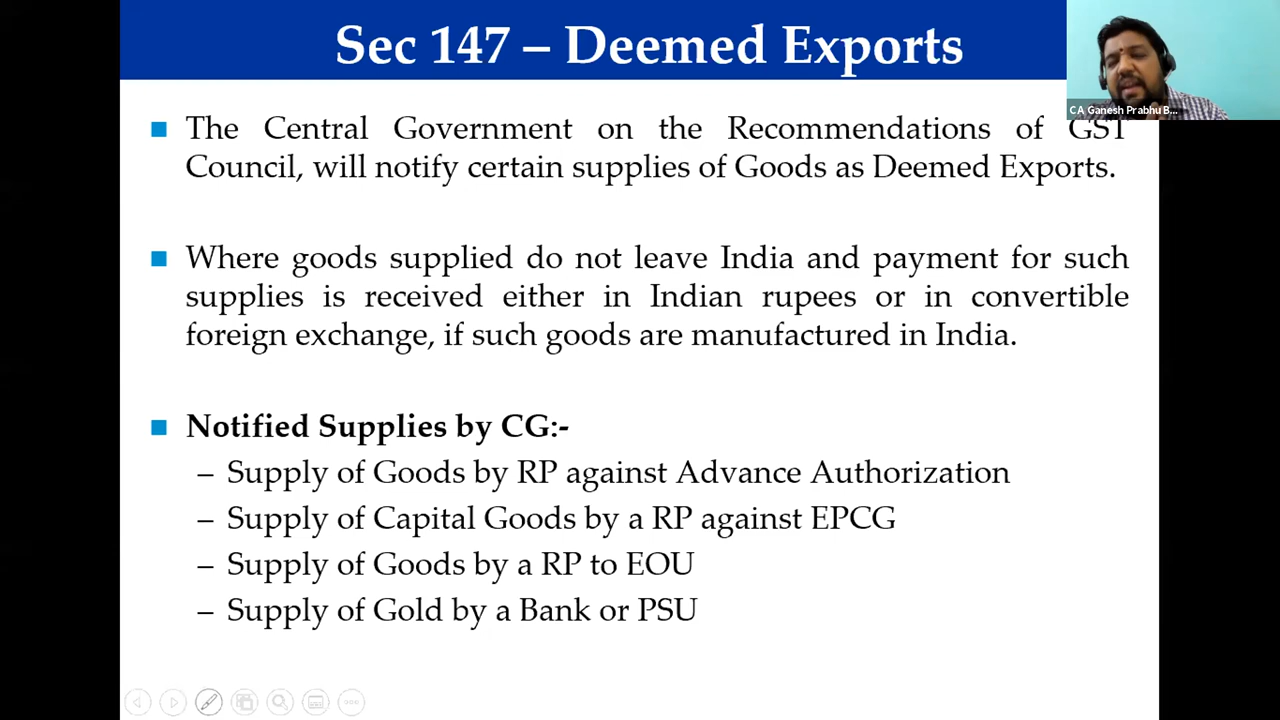 Sec 147 – Deemed Exports
CA Ganesh Prabhu B...
■ The Central Government on the Recommendations of GST
Council, will notify certain supplies of Goods as Deemed Exports.
■ Where goods supplied do not leave India and payment for such
supplies is received either in Indian rupees or in convertible
foreign exchange, if such goods are manufactured in India.
■ Notified Supplies by CG:-
– Supply of Goods by RP against Advance Authorization
– Supply of Capital Goods by a RP against EPCG
– Supply of Goods by a RP to EOU
– Supply of Gold by a Bank or PSU